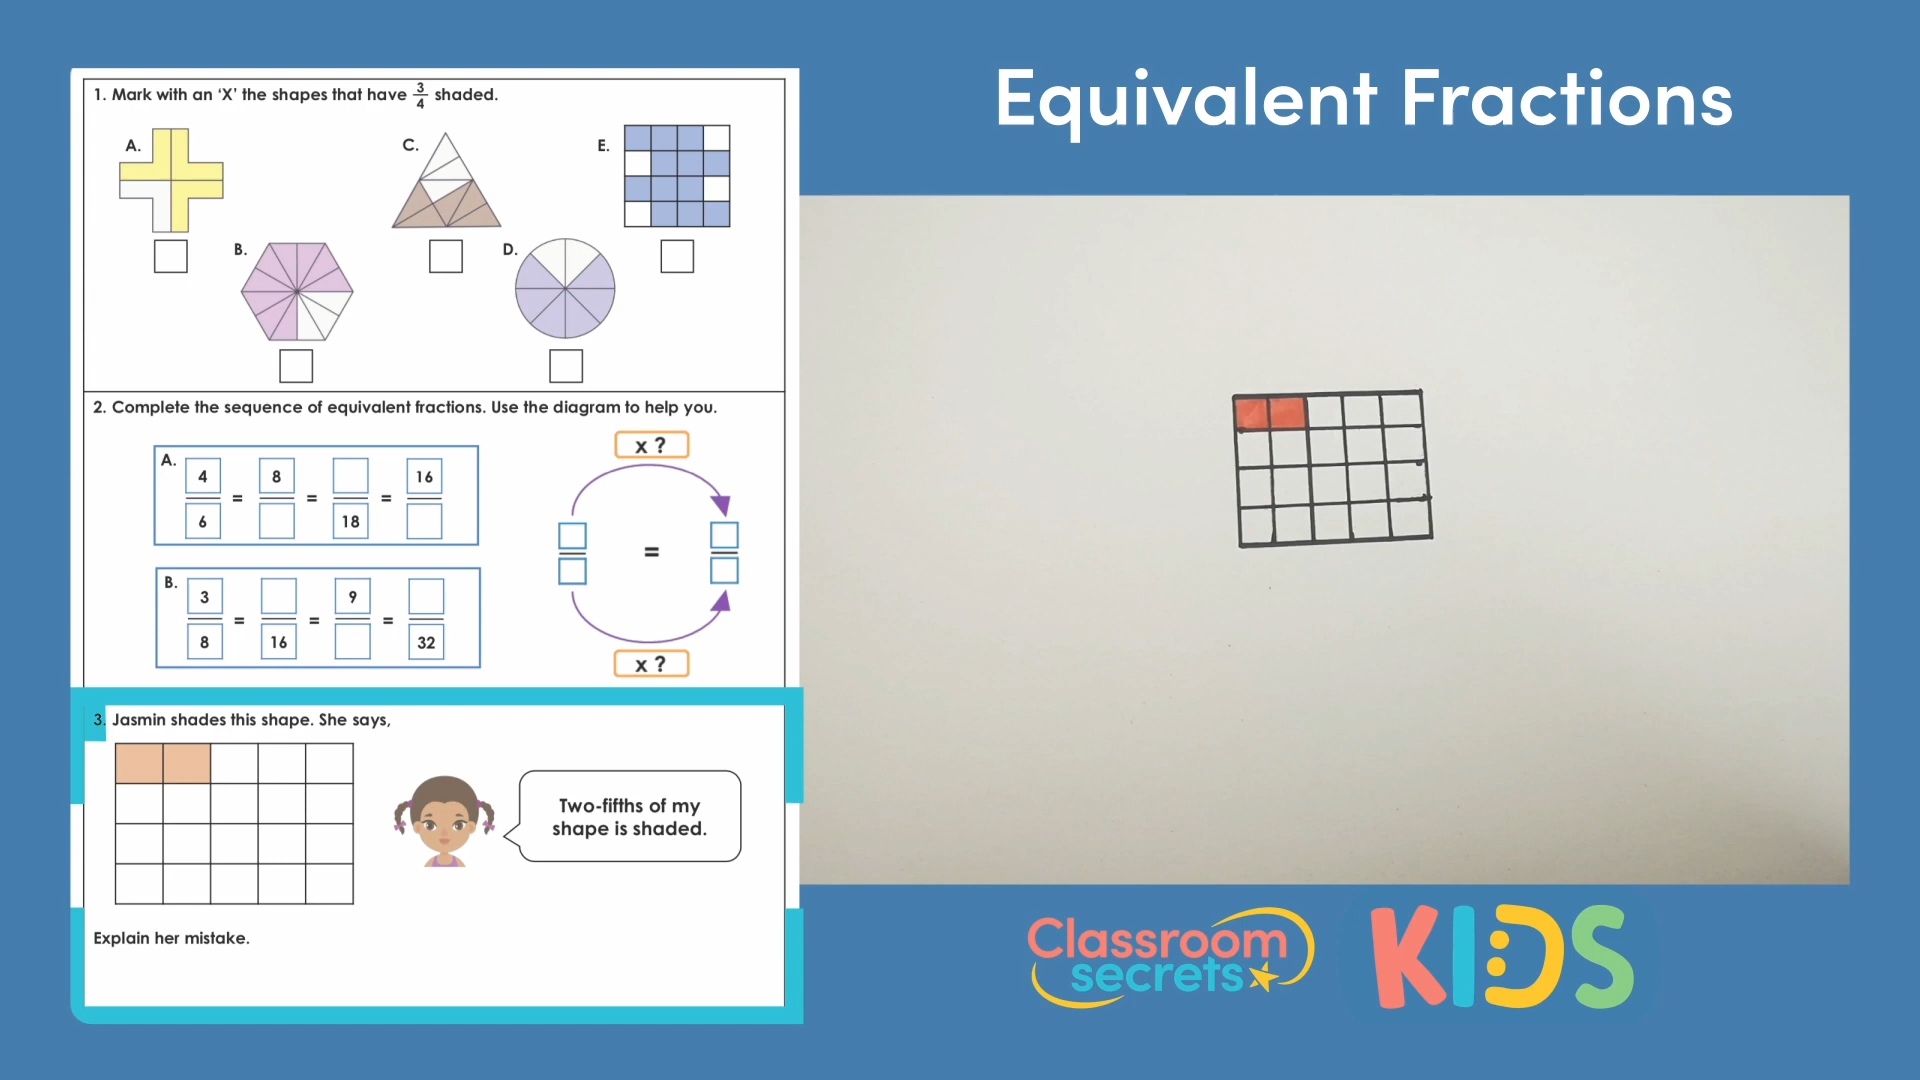 Equivalent Fractions
1. Mark with an ‘X’ the shapes that have 3/4 shaded.
A.
C.
E.
B.
D.
2. Complete the sequence of equivalent fractions. Use the diagram to help you.
A.
4 = 8 = = 16
6 18
B.
3 = = 9 =
8 16 32
x ?
=
x ?
3. Jasmin shades this shape. She says,
Two-fifths of my
shape is shaded.
Explain her mistake.
Classroom
secrets
KIDS